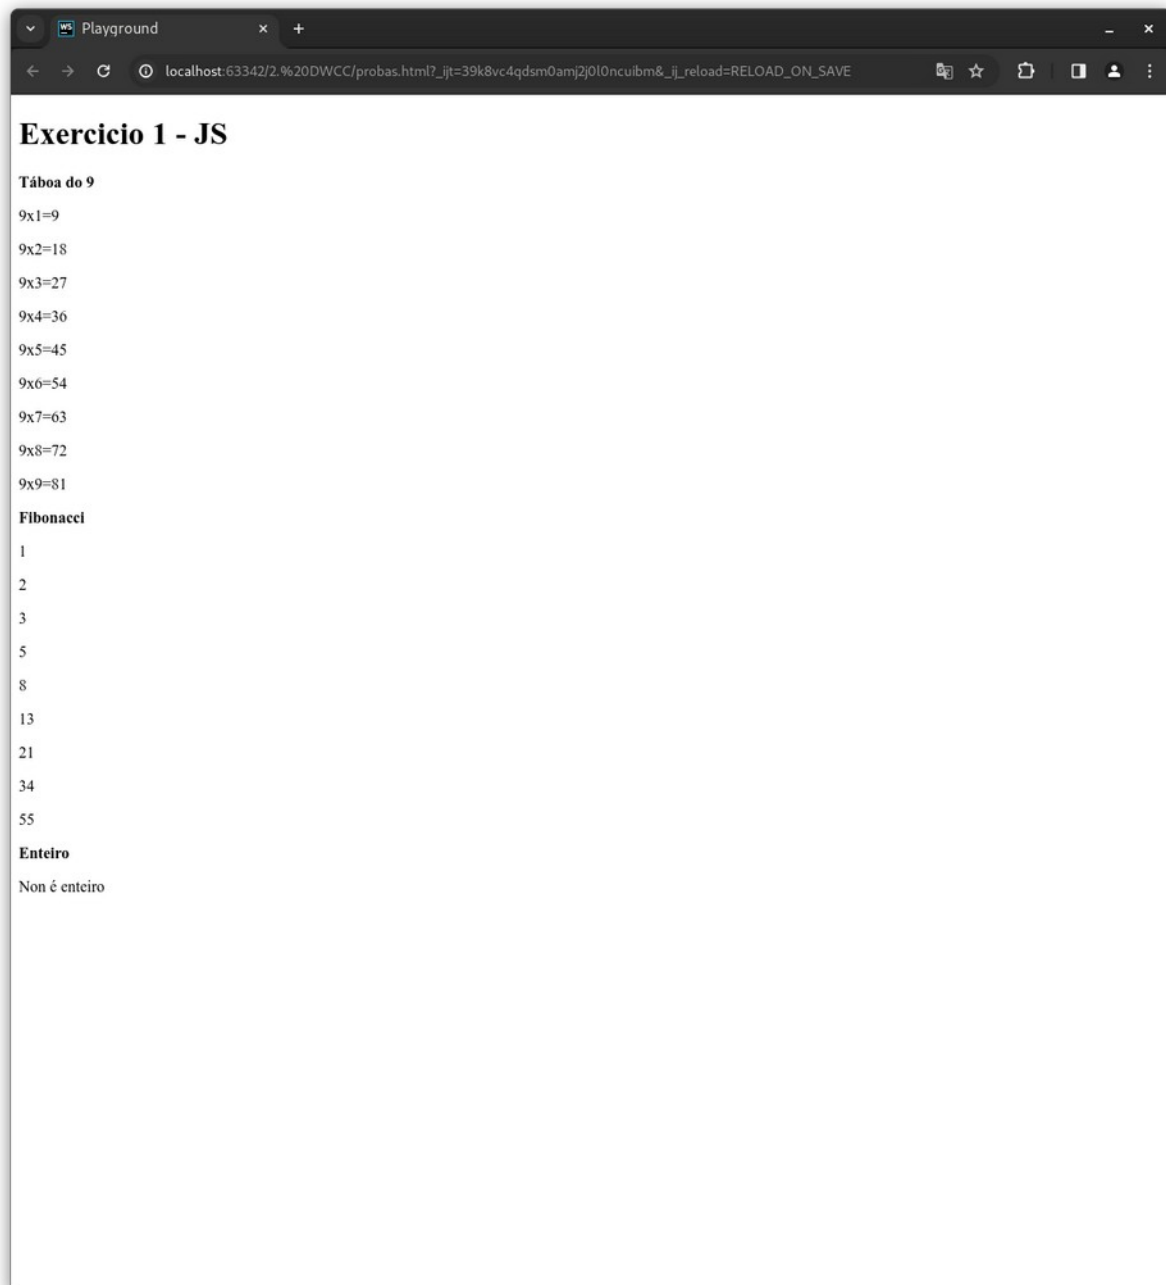 WS Playground
localhost:63342/2.%20DWCC/probas.html?_ijt=39k8vc4qdsm0amj2j0l0ncuibm&_ij_reload=RELOAD_ON_SAVE
Exercicio 1 - JS
Táboa do 9
9x1=9
9x2=18
9x3=27
9x4=36
9x5=45
9x6=54
9x7=63
9x8=72
9x9=81
Fibonacci
1
2
3
5
8
13
21
34
55
Enteiro
Non é enteiro